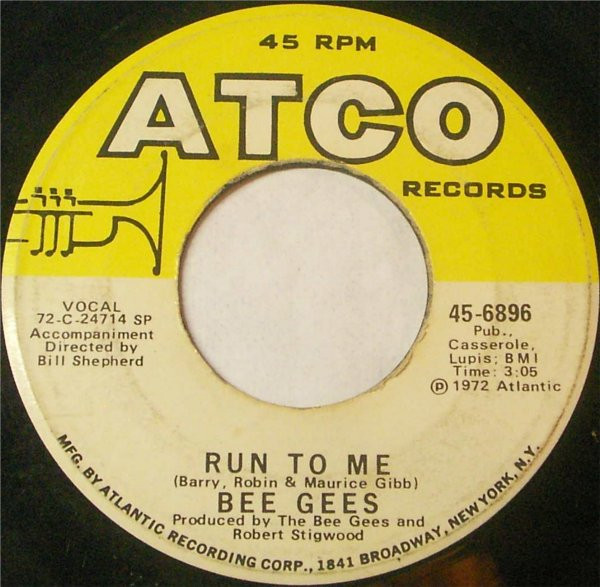 45 RPM
ATCO
RECORDS
VOCAL
72-C-24714 SP
Accompaniment
Directed by
Bill Shepherd
45-6896
Pub.,
Casserole,
Lupis; BMI
Time: 3:05
Ⓟ 1972 Atlantic
RUN TO ME
(Barry, Robin & Maurice Gibb)
BEE GEES
Produced by The Bee Gees and
Robert Stigwood
MFG. BY ATLANTIC RECORDING CORP., 1841 BROADWAY, NEW YORK, N.Y.